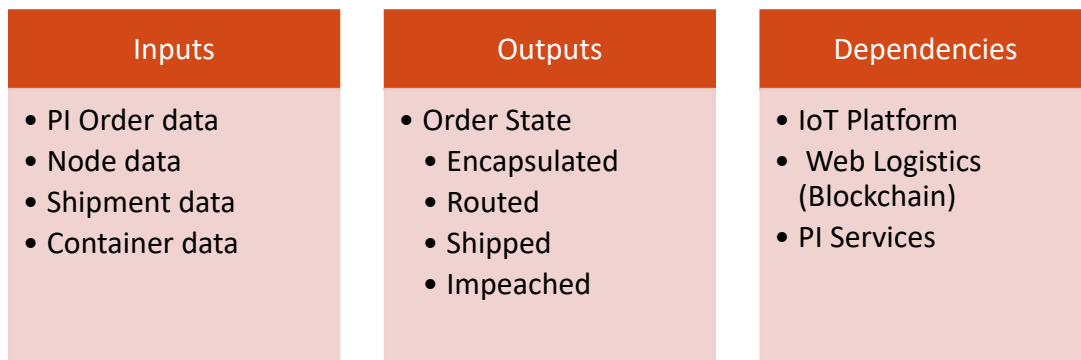 Inputs
• PI Order data
• Node data
• Shipment data
• Container data
Outputs
• Order State
• Encapsulated
• Routed
• Shipped
• Impeached
Dependencies
• IoT Platform
• Web Logistics
(Blockchain)
• PI Services